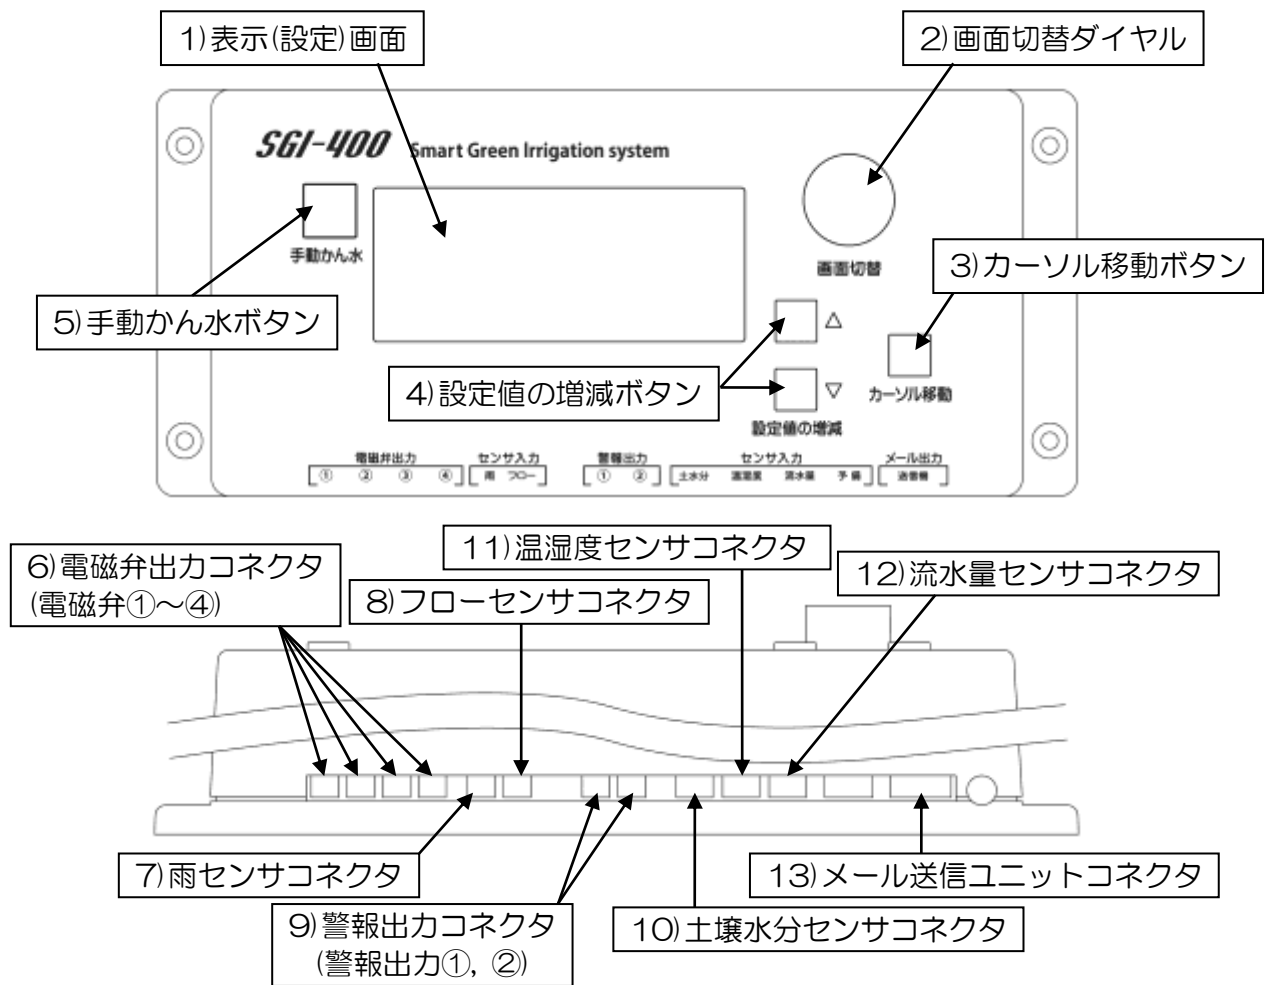 1)表示(設定)画面
2)画面切替ダイヤル
SGI-400 Smart Green Irrigation system
手動かん水
画面切替
3)カーソル移動ボタン
5)手動かん水ボタン
△
4)設定値の増減ボタン
▽
カーソル移動
設定値の増減
電磁弁出力 センサ入力 警報出力 センサ入力 メール出力
① ② ③ ④ 雨 フロー ① ② 土水分 温湿度 流水量 予備 送信機
6)電磁弁出力コネクタ
(電磁弁①〜④)
11)温湿度センサコネクタ
12)流水量センサコネクタ
8)フローセンサコネクタ
7)雨センサコネクタ
13)メール送信ユニットコネクタ
9)警報出力コネクタ
(警報出力①, ②)
10)土壌水分センサコネクタ